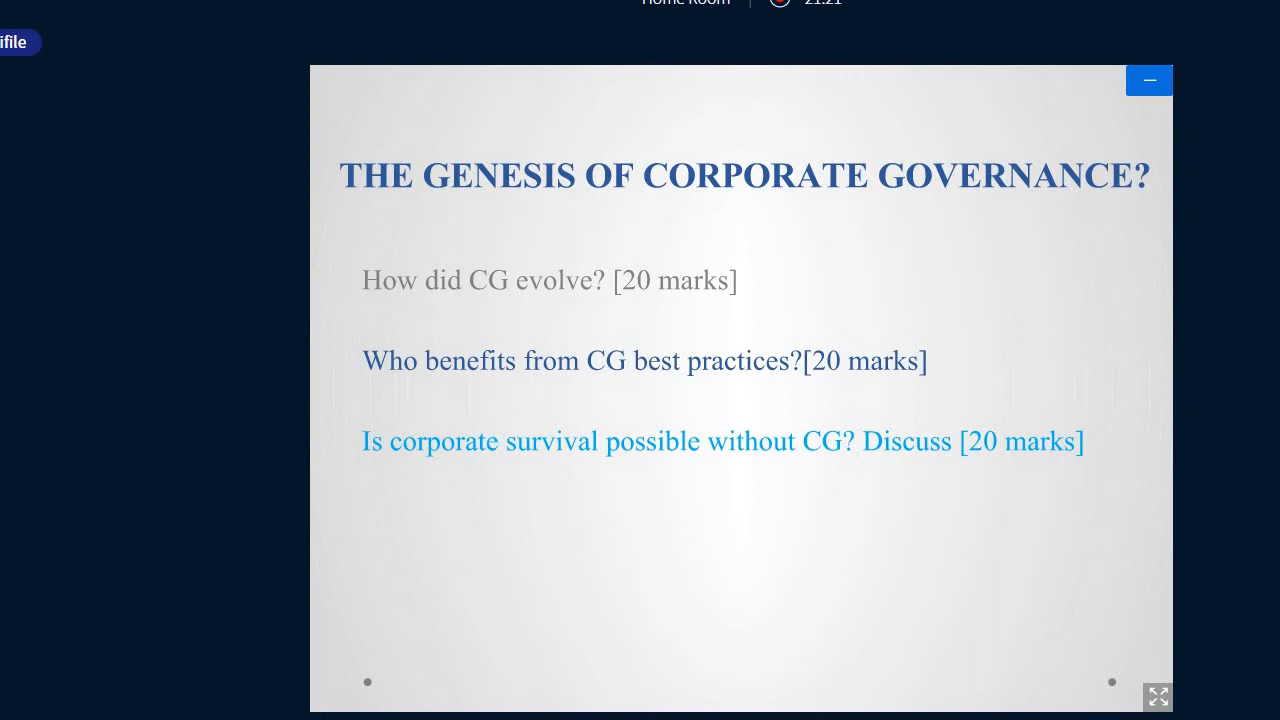 Home Room 21:21
ifile
THE GENESIS OF CORPORATE GOVERNANCE?
How did CG evolve? [20 marks]
Who benefits from CG best practices?[20 marks]
Is corporate survival possible without CG? Discuss [20 marks]